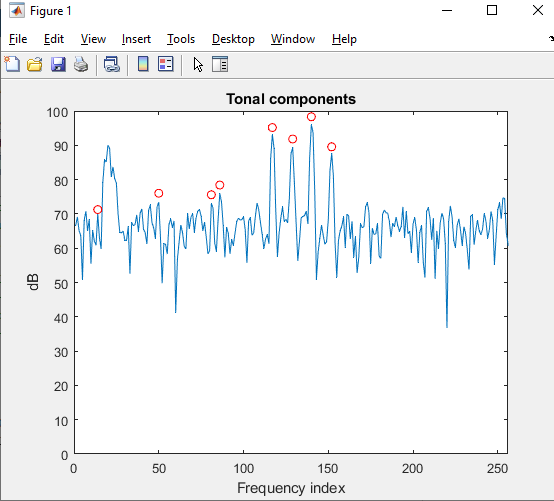 Figure 1
File Edit View Insert Tools Desktop Window Help
Tonal components
100
90
80
70
60
50
40
30
20
10
0
dB
0 50 100 150 200 250
Frequency index